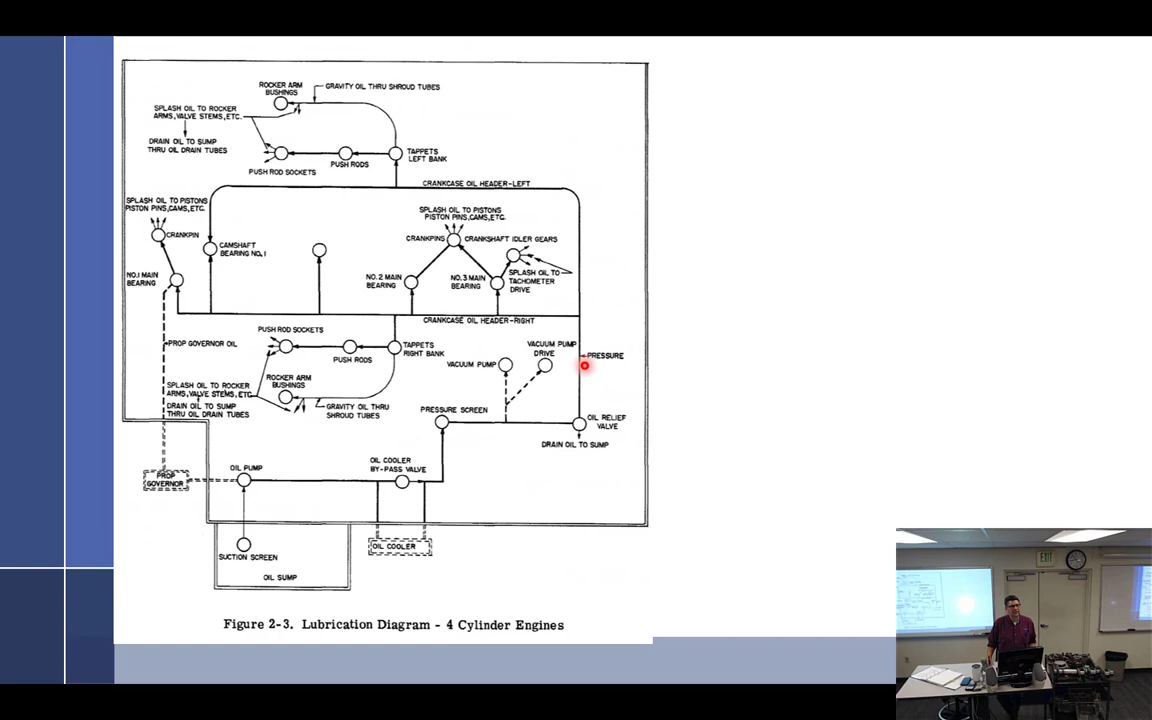 ROCKER ARM
BUSHINGS
GRAVITY OIL THRU SHROUD TUBES
SPLASH OIL TO ROCKER
ARMS, VALVE STEMS, ETC.
DRAIN OIL TO SUMP
THRU OIL DRAIN TUBES
PUSH ROD SOCKETS
PUSH RODS
TAPPETS
LEFT BANK
CRANKCASE OIL HEADER-LEFT
SPLASH OIL TO PISTONS
PISTON PINS, CAMS, ETC.
CRANKPIN
CAMSHAFT
BEARING NO. 1
SPLASH OIL TO PISTONS
PISTON PINS, CAMS, ETC.
CRANKPINS
CRANKSHAFT IDLER GEARS
NO. 1 MAIN
BEARING
NO. 2 MAIN
BEARING
NO. 3 MAIN
BEARING
SPLASH OIL TO
TACHOMETER
DRIVE
CRANKCASE OIL HEADER-RIGHT
PUSH ROD SOCKETS
PROP GOVERNOR OIL
PUSH RODS
TAPPETS
RIGHT BANK
VACUUM PUMP
VACUUM PUMP
DRIVE
PRESSURE
ROCKER ARM
BUSHINGS
SPLASH OIL TO ROCKER
ARMS, VALVE STEMS, ETC.
DRAIN OIL TO SUMP
THRU OIL DRAIN TUBES
GRAVITY OIL THRU
SHROUD TUBES
PRESSURE SCREEN
OIL RELIEF
VALVE
DRAIN OIL TO SUMP
PROP
GOVERNOR
OIL PUMP
OIL COOLER
BY-PASS VALVE
SUCTION SCREEN
OIL COOLER
OIL SUMP
Figure 2-3. Lubrication Diagram - 4 Cylinder Engines
EXIT